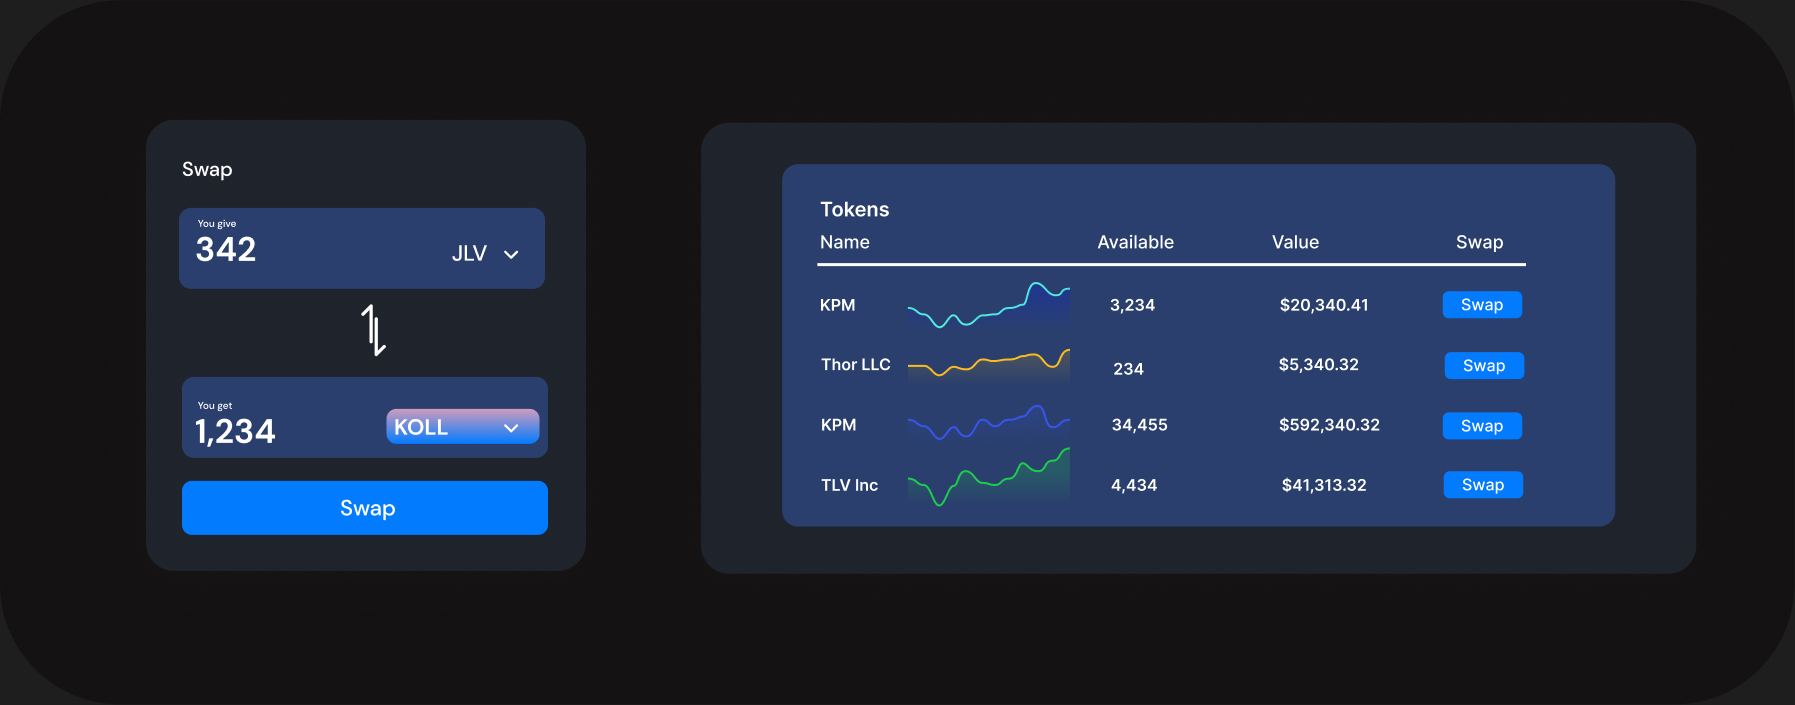 Swap
You give
342 JLV
You get
1,234 KOLL
Swap
Tokens
Name Available Value Swap
KPM 3,234 $20,340.41 Swap
Thor LLC 234 $5,340.32 Swap
KPM 34,455 $592,340.32 Swap
TLV Inc 4,434 $41,313.32 Swap